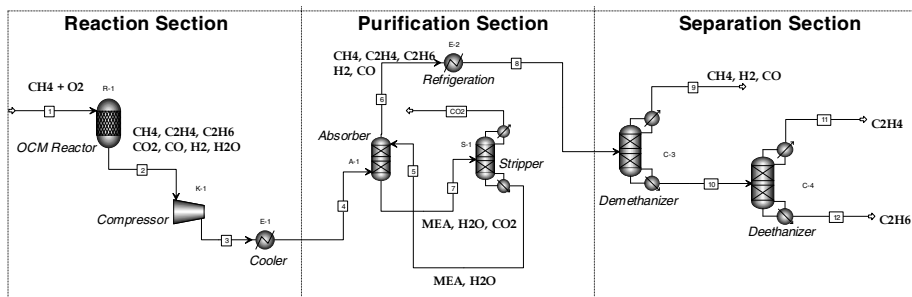 Reaction Section
Purification Section
Separation Section
CH4 + O2
1
R-1
OCM Reactor
CH4, C2H4, C2H6
CO2, CO, H2, H2O
2
K-1
Compressor
3
E-1
Cooler
4
CH4, C2H4, C2H6
H2, CO
E-2
Refrigeration
8
6
Absorber
A-1
5
CO2
S-1
Stripper
7
MEA, H2O, CO2
MEA, H2O
9
CH4, H2, CO
C-3
Demethanizer
10
11
C2H4
C-4
Deethanizer
12
C2H6